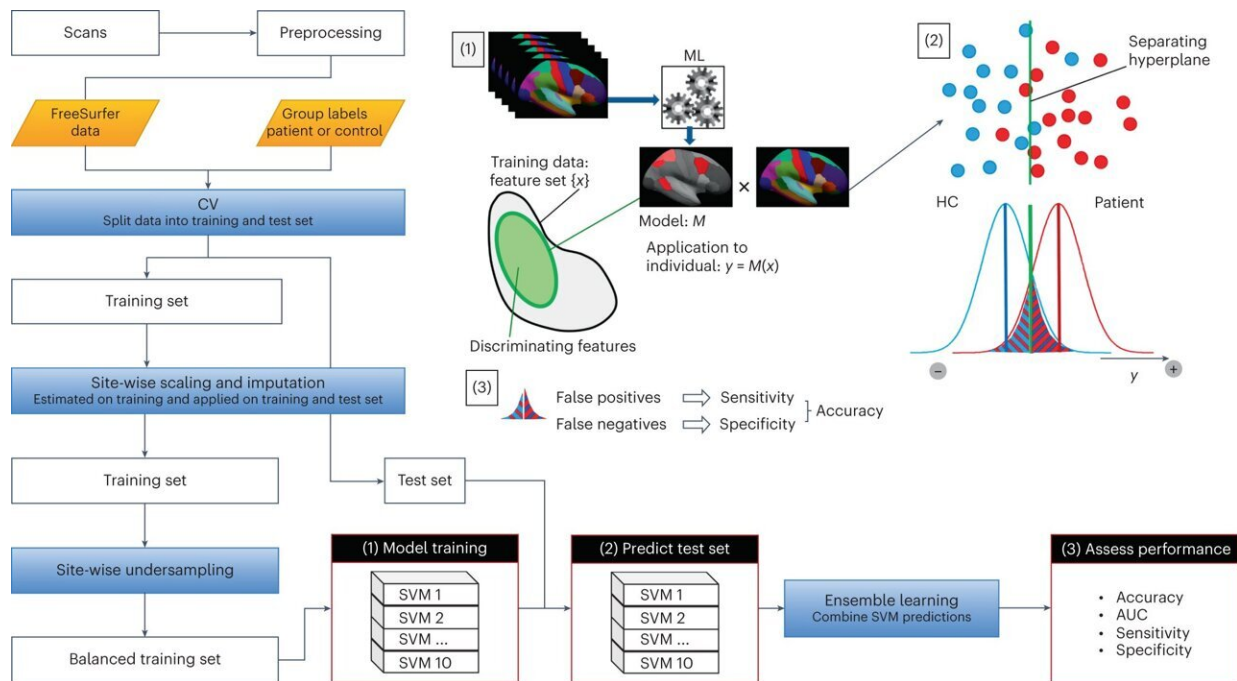 Scans
Preprocessing
FreeSurfer
data
Group labels
patient or control
CV
Split data into training and test set
Training set
Site-wise scaling and imputation
Estimated on training and applied on training and test set
Training set
Test set
Site-wise undersampling
Balanced training set
(1) Model training
SVM 1
SVM 2
SVM ...
SVM 10
(2) Predict test set
SVM 1
SVM 2
SVM ...
SVM 10
Ensemble learning
Combine SVM predictions
(3) Assess performance
• Accuracy
• AUC
• Sensitivity
• Specificity
(1)
ML
Training data:
feature set {x}
Model: M
×
Application to
individual: y = M(x)
Discriminating features
(2)
Separating
hyperplane
HC
Patient
−
y
+
(3)
False positives
Sensitivity
False negatives
Specificity
Accuracy